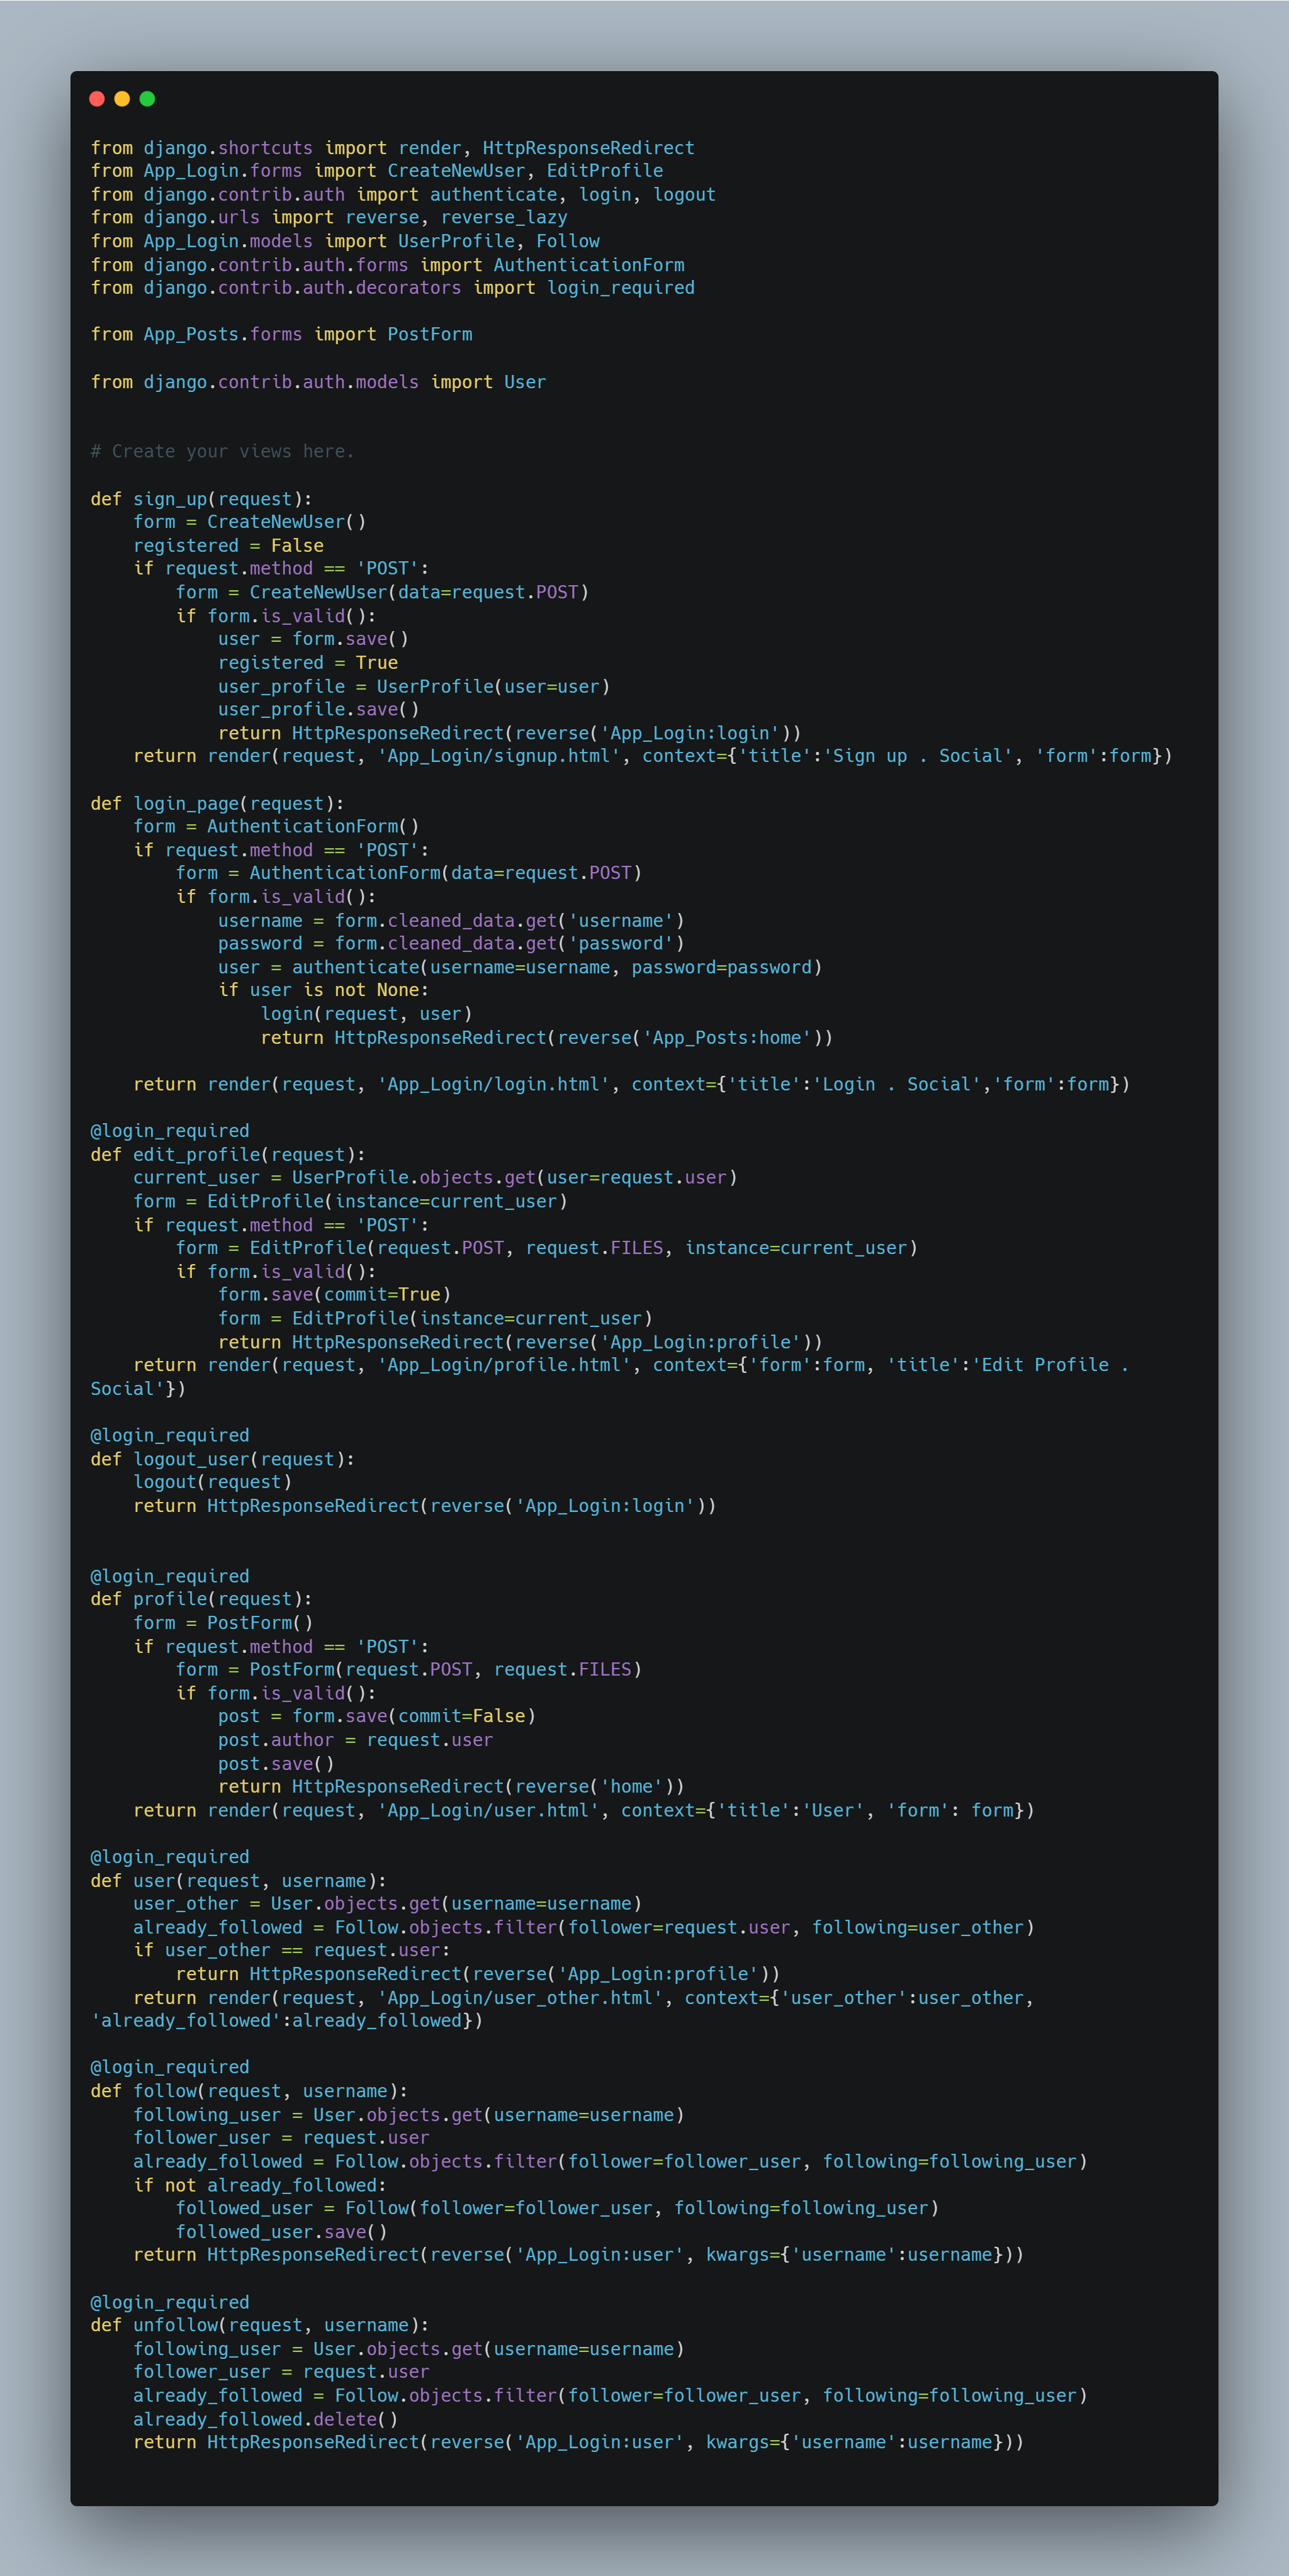 from django.shortcuts import render, HttpResponseRedirect
from App_Login.forms import CreateNewUser, EditProfile
from django.contrib.auth import authenticate, login, logout
from django.urls import reverse, reverse_lazy
from App_Login.models import UserProfile, Follow
from django.contrib.auth.forms import AuthenticationForm
from django.contrib.auth.decorators import login_required

from App_Posts.forms import PostForm

from django.contrib.auth.models import User


# Create your views here.

def sign_up(request):
    form = CreateNewUser()
    registered = False
    if request.method == 'POST':
        form = CreateNewUser(data=request.POST)
        if form.is_valid():
            user = form.save()
            registered = True
            user_profile = UserProfile(user=user)
            user_profile.save()
            return HttpResponseRedirect(reverse('App_Login:login'))
    return render(request, 'App_Login/signup.html', context={'title':'Sign up . Social', 'form':form})

def login_page(request):
    form = AuthenticationForm()
    if request.method == 'POST':
        form = AuthenticationForm(data=request.POST)
        if form.is_valid():
            username = form.cleaned_data.get('username')
            password = form.cleaned_data.get('password')
            user = authenticate(username=username, password=password)
            if user is not None:
                login(request, user)
                return HttpResponseRedirect(reverse('App_Posts:home'))

    return render(request, 'App_Login/login.html', context={'title':'Login . Social','form':form})

@login_required
def edit_profile(request):
    current_user = UserProfile.objects.get(user=request.user)
    form = EditProfile(instance=current_user)
    if request.method == 'POST':
        form = EditProfile(request.POST, request.FILES, instance=current_user)
        if form.is_valid():
            form.save(commit=True)
            form = EditProfile(instance=current_user)
            return HttpResponseRedirect(reverse('App_Login:profile'))
    return render(request, 'App_Login/profile.html', context={'form':form, 'title':'Edit Profile .
Social'})

@login_required
def logout_user(request):
    logout(request)
    return HttpResponseRedirect(reverse('App_Login:login'))


@login_required
def profile(request):
    form = PostForm()
    if request.method == 'POST':
        form = PostForm(request.POST, request.FILES)
        if form.is_valid():
            post = form.save(commit=False)
            post.author = request.user
            post.save()
            return HttpResponseRedirect(reverse('home'))
    return render(request, 'App_Login/user.html', context={'title':'User', 'form': form})

@login_required
def user(request, username):
    user_other = User.objects.get(username=username)
    already_followed = Follow.objects.filter(follower=request.user, following=user_other)
    if user_other == request.user:
        return HttpResponseRedirect(reverse('App_Login:profile'))
    return render(request, 'App_Login/user_other.html', context={'user_other':user_other,
'already_followed':already_followed})

@login_required
def follow(request, username):
    following_user = User.objects.get(username=username)
    follower_user = request.user
    already_followed = Follow.objects.filter(follower=follower_user, following=following_user)
    if not already_followed:
        followed_user = Follow(follower=follower_user, following=following_user)
        followed_user.save()
    return HttpResponseRedirect(reverse('App_Login:user', kwargs={'username':username}))

@login_required
def unfollow(request, username):
    following_user = User.objects.get(username=username)
    follower_user = request.user
    already_followed = Follow.objects.filter(follower=follower_user, following=following_user)
    already_followed.delete()
    return HttpResponseRedirect(reverse('App_Login:user', kwargs={'username':username}))